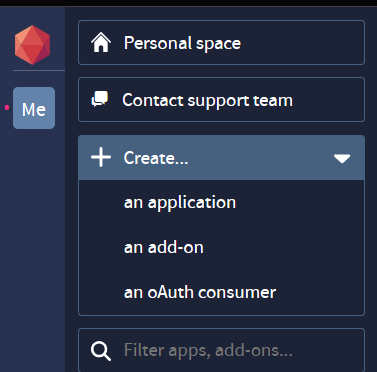 Personal space
Me
Contact support team
Create...
an application
an add-on
an oAuth consumer
Filter apps, add-ons...